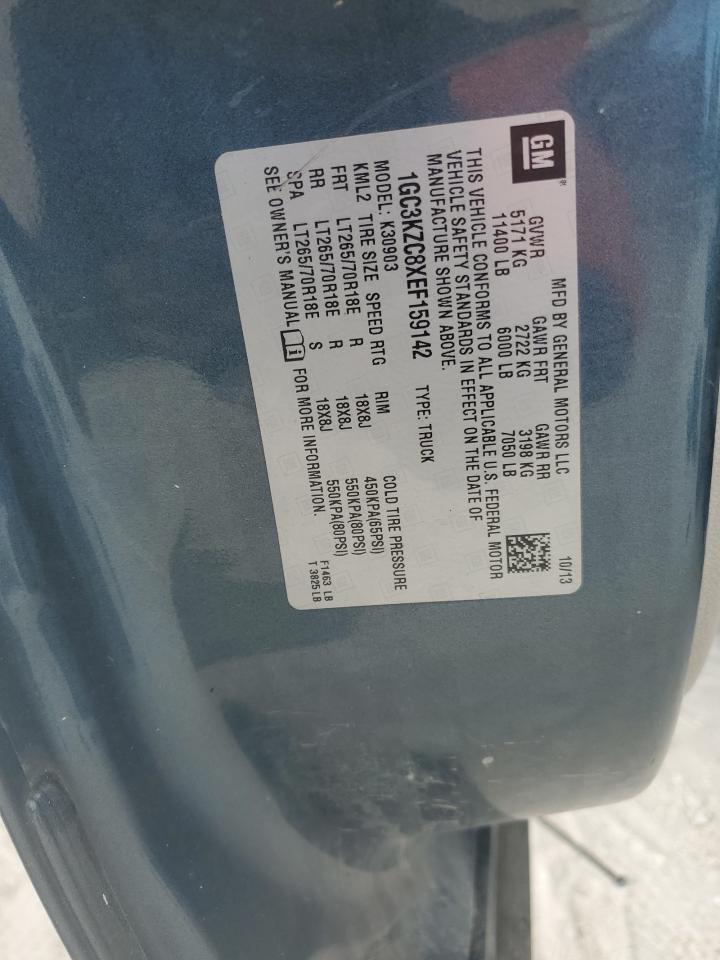 GM®
MFD BY GENERAL MOTORS LLC 10/13
GVWR GAWR FRT GAWR RR
5171 KG 2722 KG 3198 KG
11400 LB 6000 LB 7050 LB
THIS VEHICLE CONFORMS TO ALL APPLICABLE U.S. FEDERAL MOTOR
VEHICLE SAFETY STANDARDS IN EFFECT ON THE DATE OF
MANUFACTURE SHOWN ABOVE.
1GC3KZC8XEF159142 TYPE: TRUCK
MODEL: K30903
KML2 TIRE SIZE SPEED RTG RIM COLD TIRE PRESSURE
FRT LT265/70R18E R 18X8J 450KPA(65PSI)
RR LT265/70R18E R 18X8J 550KPA(80PSI)
SPA LT265/70R18E S 18X8J 550KPA(80PSI)
SEE OWNER'S MANUAL FOR MORE INFORMATION.
F1463 LB
T 3825 LB